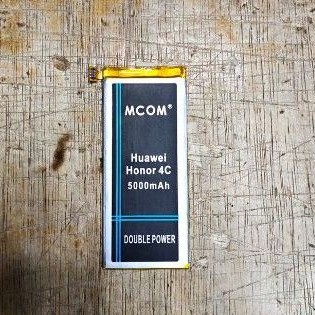 MCOM®
Huawei
Honor 4C
5000mAh
DOUBLE POWER